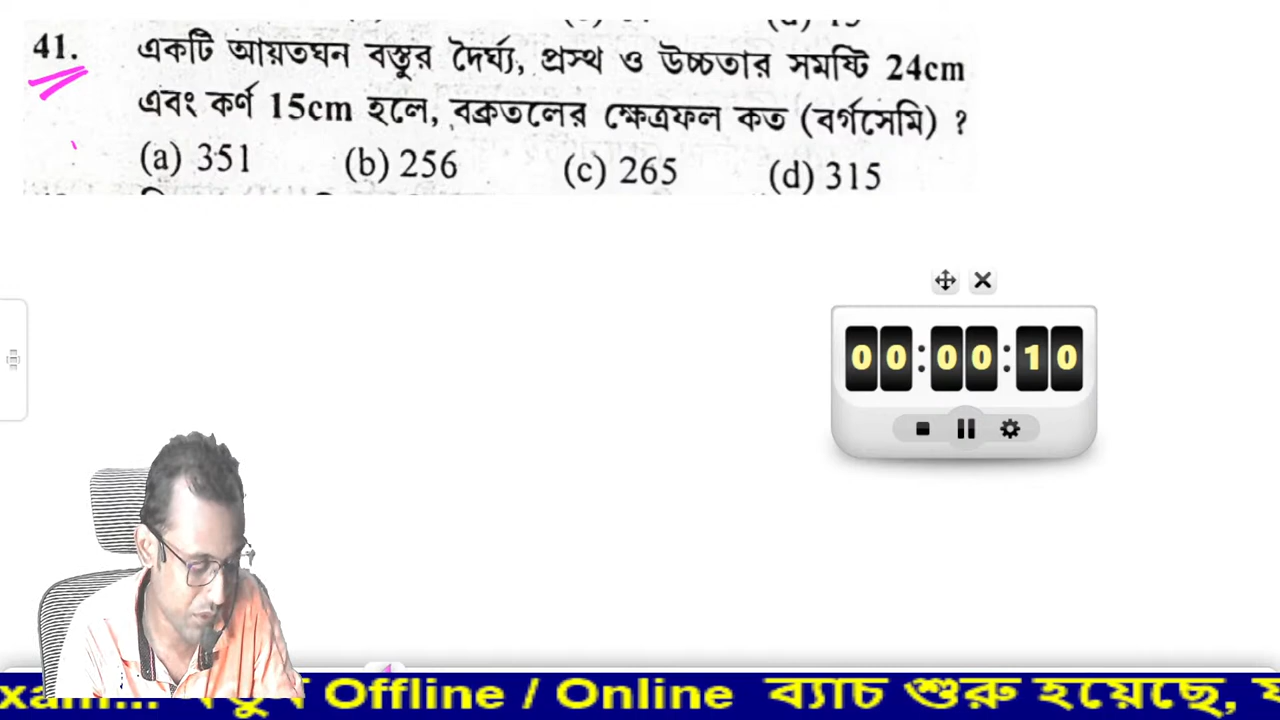 41. একটি আয়তঘন বস্তুর দৈর্ঘ্য, প্রস্থ ও উচ্চতার সমষ্টি 24cm
এবং কর্ণ 15cm হলে, বক্রতলের ক্ষেত্রফল কত (বর্গসেমি) ?
(a) 351 (b) 256 (c) 265 (d) 315
00:00:10
Offline / Online ব্যাচ শুরু হয়েছে,